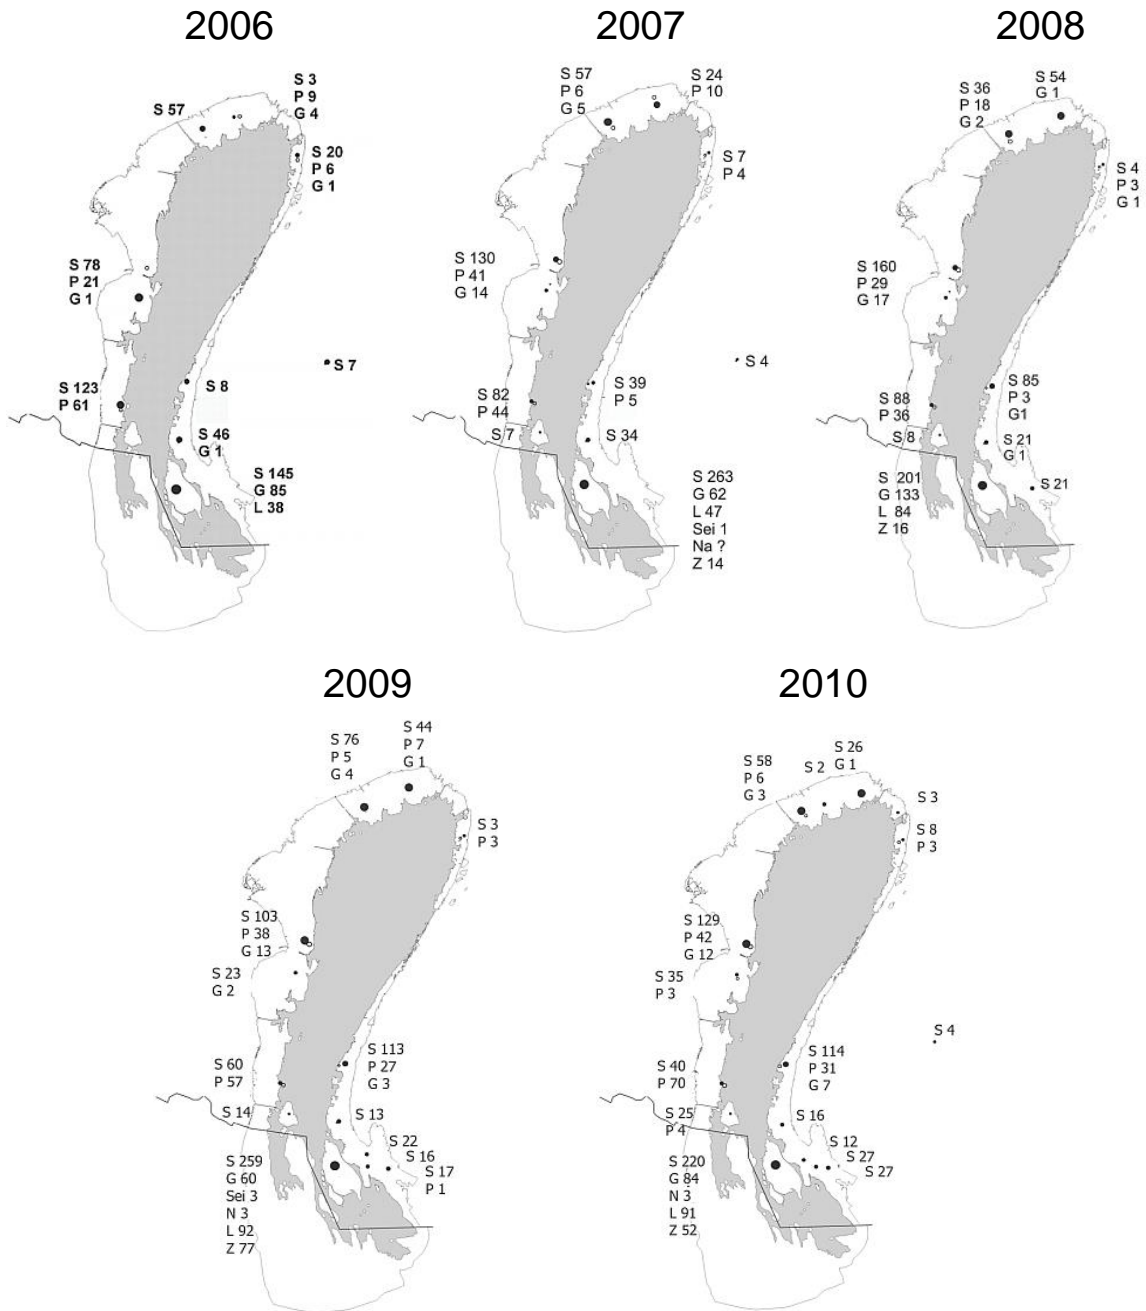 2006
S 57
S 3
P 9
G 4
S 20
P 6
G 1
S 78
P 21
G 1
S 7
S 8
S 123
P 61
S 46
G 1
S 145
G 85
L 38
2007
S 57
P 6
G 5
S 24
P 10
S 7
P 4
S 130
P 41
G 14
S 4
S 39
P 5
S 82
P 44
S 7
S 34
S 263
G 62
L 47
Sei 1
Na ?
Z 14
2008
S 36
P 18
G 2
S 54
G 1
S 4
P 3
G 1
S 160
P 29
G 17
S 85
P 3
G1
S 88
P 36
S 8
S 21
G 1
S 201
G 133
L 84
Z 16
S 21
2009
S 76
P 5
G 4
S 44
P 7
G 1
S 3
P 3
S 103
P 38
G 13
S 23
G 2
S 113
P 27
G 3
S 60
P 57
S 14
S 13
S 22
S 16
S 17
P 1
S 259
G 60
Sei 3
N 3
L 92
Z 77
2010
S 58
P 6
G 3
S 2
S 26
G 1
S 3
S 8
P 3
S 129
P 42
G 12
S 35
P 3
S 4
S 114
P 31
G 7
S 40
P 70
S 25
P 4
S 16
S 12
S 27
S 27
S 220
G 84
N 3
L 91
Z 52